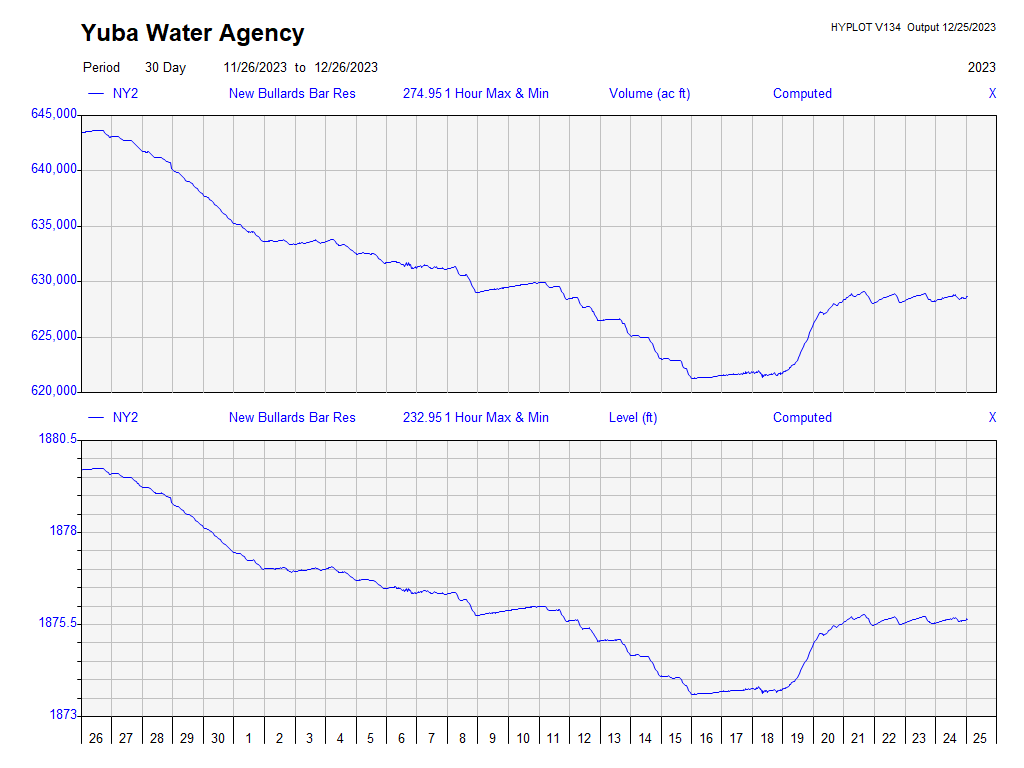 Yuba Water Agency
HYPLOT V134 Output 12/25/2023
Period 30 Day 11/26/2023 to 12/26/2023 2023
NY2 New Bullards Bar Res 274.95 1 Hour Max & Min Volume (ac ft) Computed X
645,000
640,000
635,000
630,000
625,000
620,000
NY2 New Bullards Bar Res 232.95 1 Hour Max & Min Level (ft) Computed X
1880.5
1878
1875.5
1873
26 27 28 29 30 1 2 3 4 5 6 7 8 9 10 11 12 13 14 15 16 17 18 19 20 21 22 23 24 25